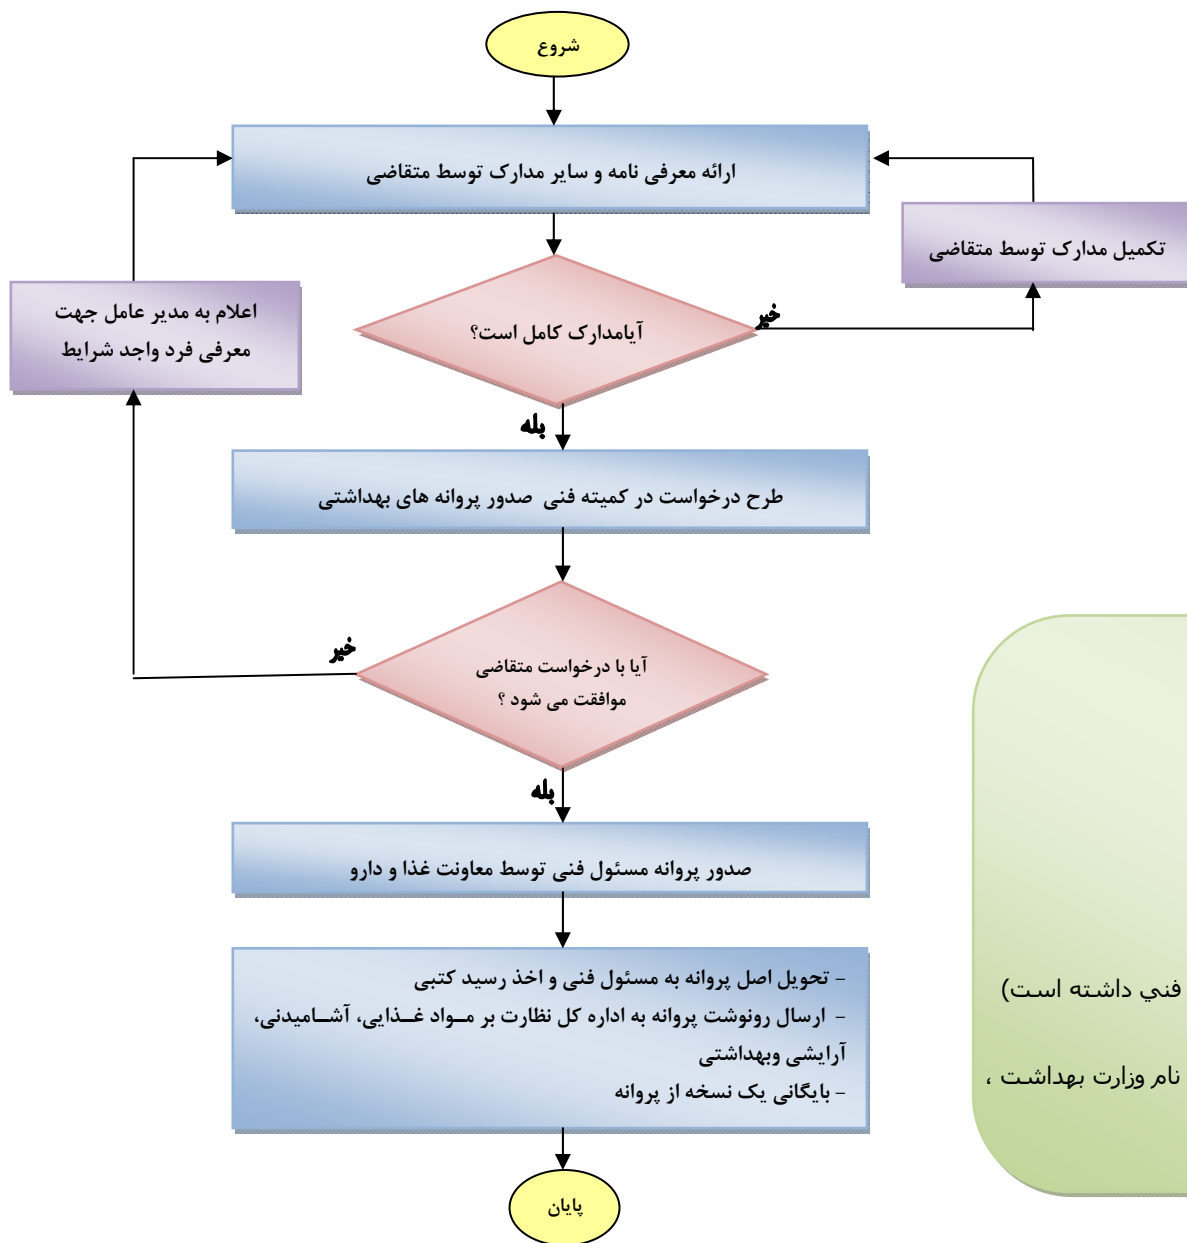 شروع
ارائه معرفی نامه و سایر مدارک توسط متقاضی
تکمیل مدارک توسط متقاضی
اعلام به مدیر عامل جهت
معرفی فرد واجد شرایط
آیامدارک کامل است؟
خیر
بله
طرح درخواست در کمیته فنی صدور پروانه های بهداشتی
آیا با درخواست متقاضی
موافقت می شود ؟
خیر
بله
صدور پروانه مسئول فنی توسط معاونت غذا و دارو
- تحویل اصل پروانه به مسئول فنی و اخذ رسید کتبی
- ارسال رونوشت پروانه به اداره کل نظارت بر مـواد غـذایی، آشـامیدنی،
آرایشی وبهداشتی
- بایگانی یک نسخه از پروانه
فني داشته است)
نام وزارت بهداشت ،
پایان